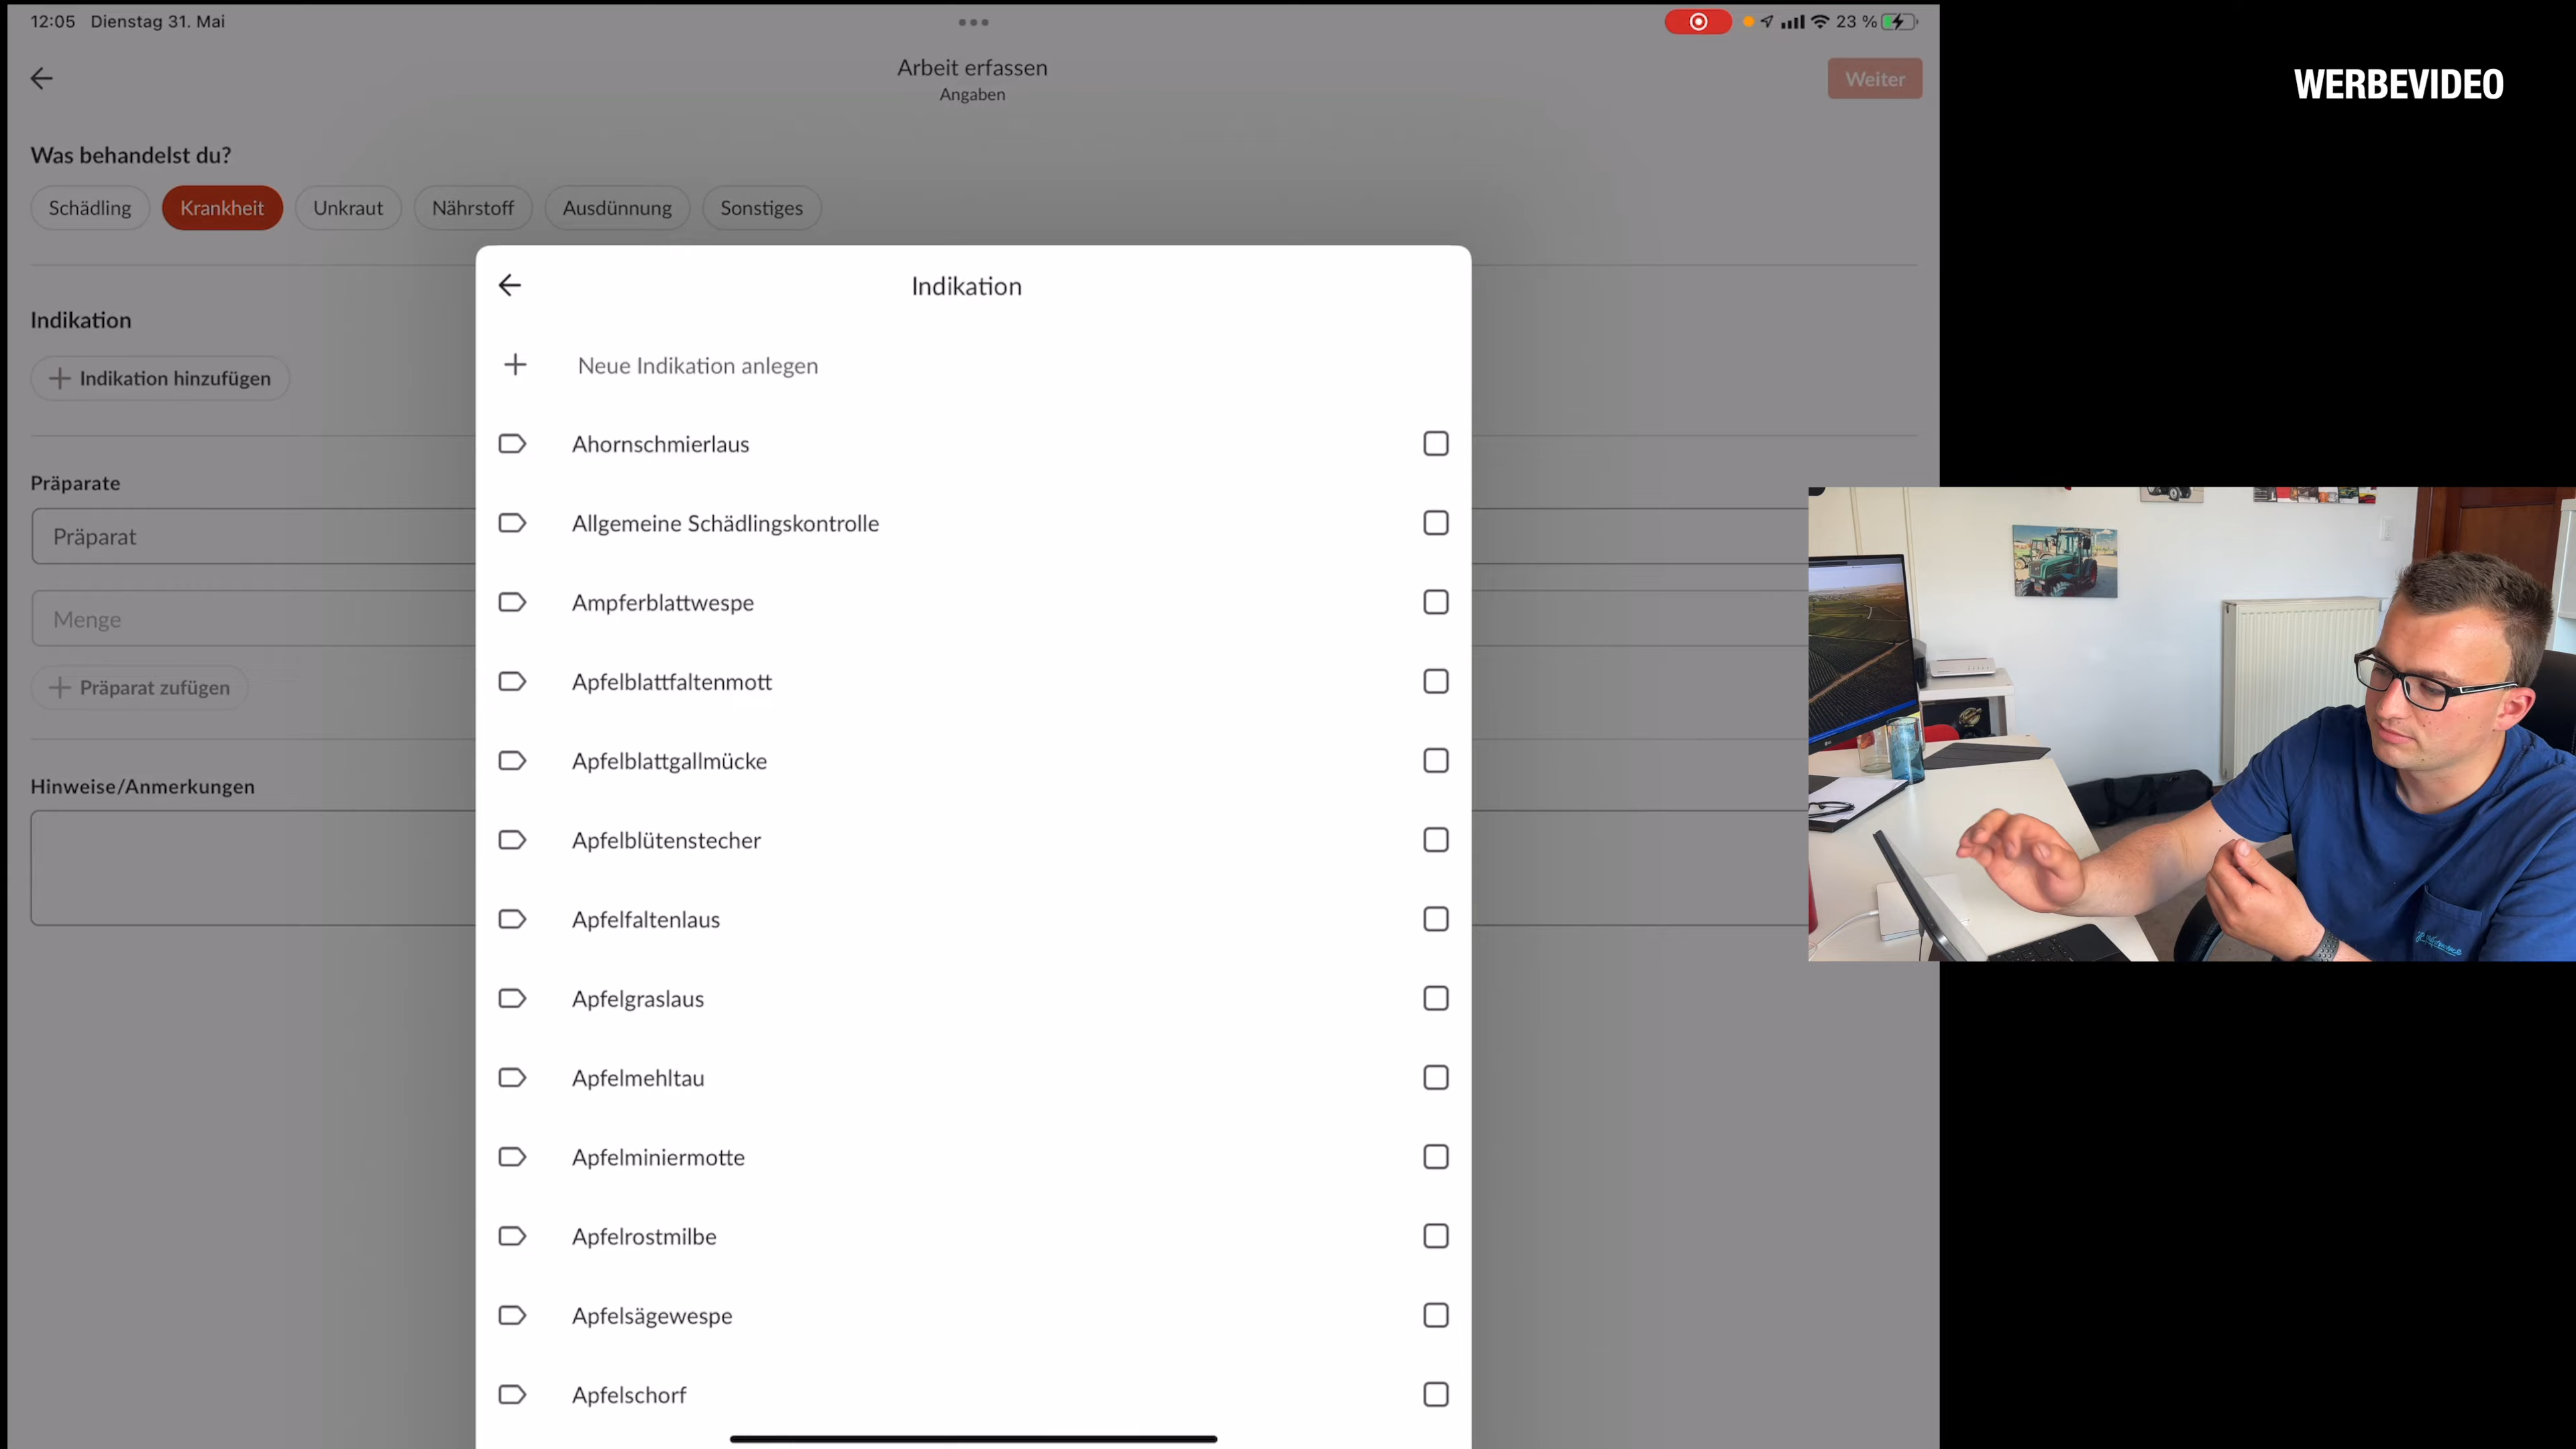 12:05 Dienstag 31. Mai
23 %
WERBEVIDEO
Arbeit erfassen
Angaben
Weiter
Was behandelst du?
Schädling
Krankheit
Unkraut
Nährstoff
Ausdünnung
Sonstiges
Indikation
Indikation hinzufügen
Präparate
Präparat
Menge
Präparat zufügen
Hinweise/Anmerkungen
Indikation
Neue Indikation anlegen
Ahornschmierlaus
Allgemeine Schädlingskontrolle
Ampferblattwespe
Apfelblattfaltenmott
Apfelblattgallmücke
Apfelblütenstecher
Apfelfaltenlaus
Apfelgraslaus
Apfelmehltau
Apfelminiermotte
Apfelrostmilbe
Apfelsägewespe
Apfelschorf